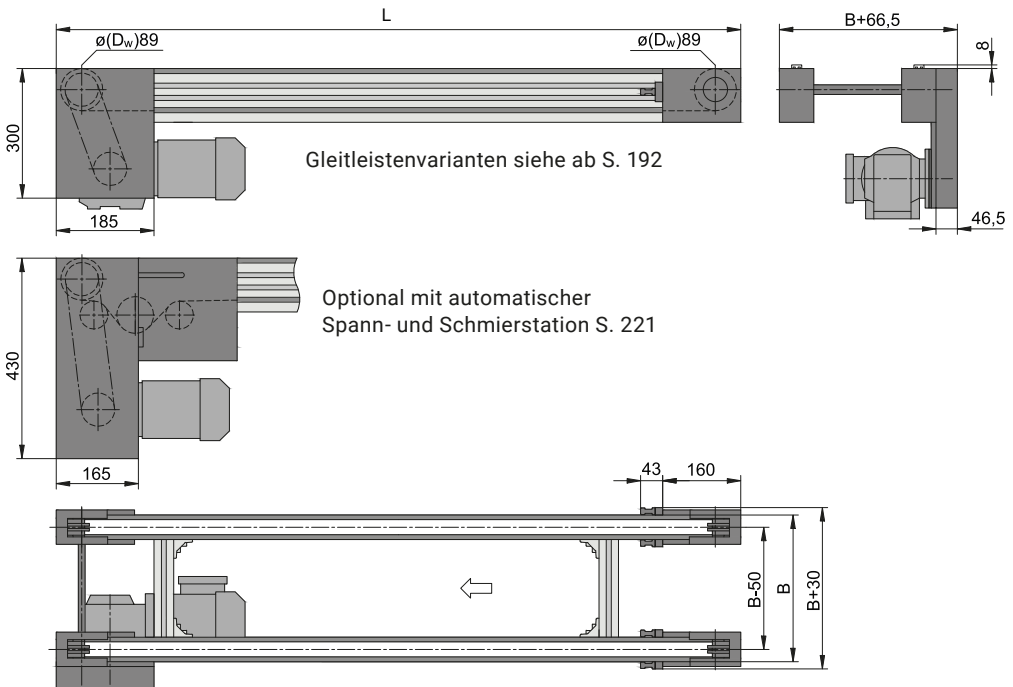 L
B+66,5
ø(Dw)89
ø(Dw)89
8
300
Gleitleistenvarianten siehe ab S. 192
185
46,5
Optional mit automatischer
Spann- und Schmierstation S. 221
430
165
43
160
B-50
B
B+30